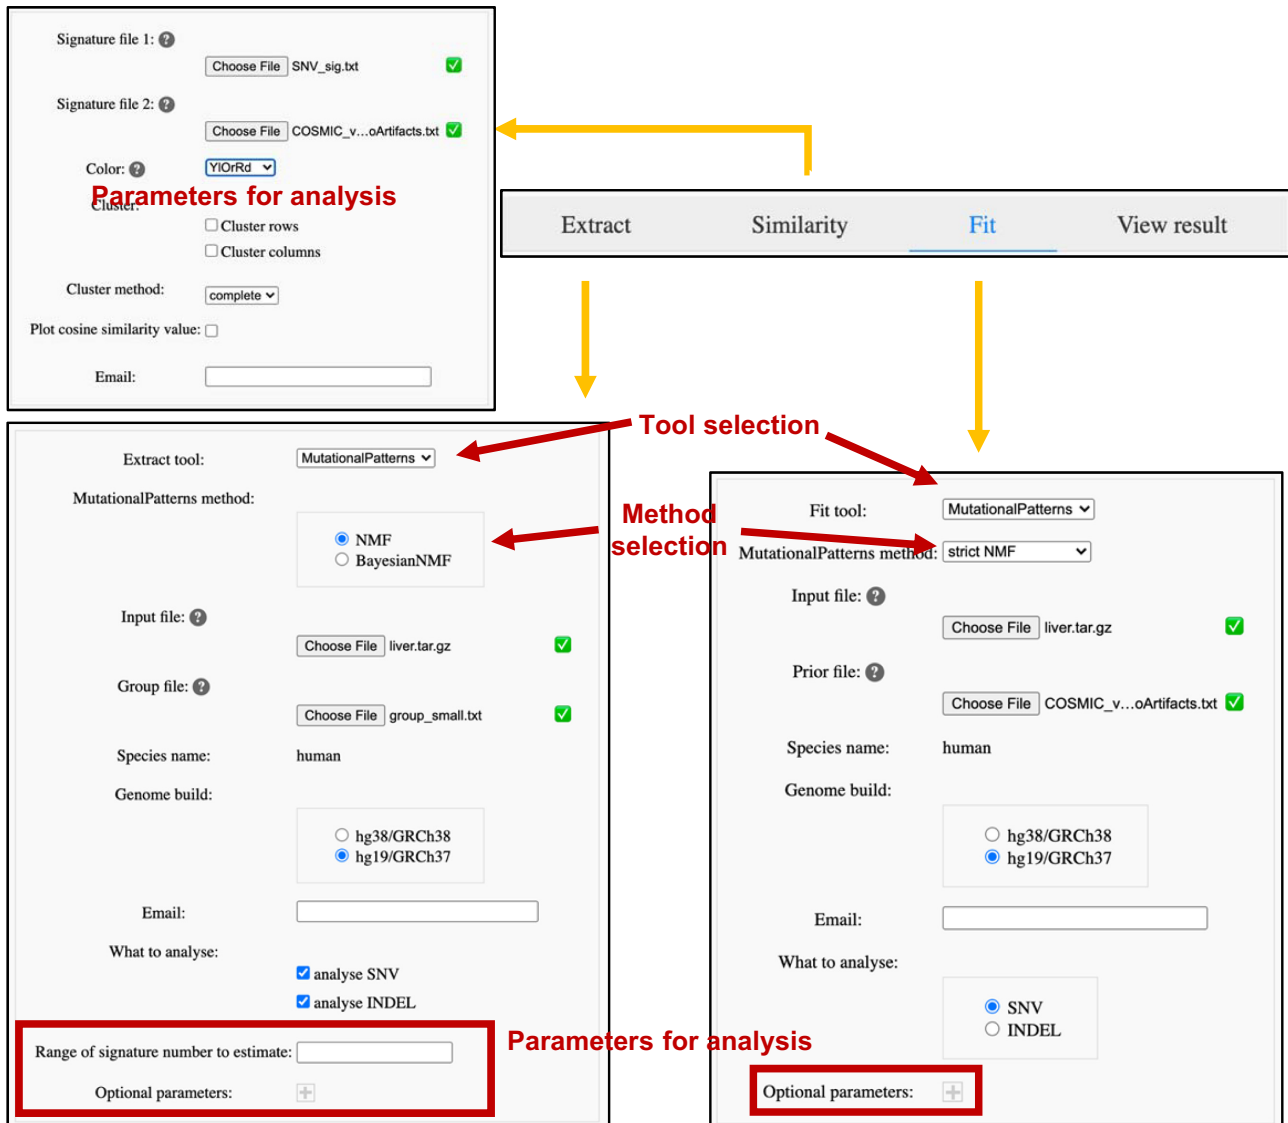 Signature file 1: ?
Choose File SNV_sig.txt
Signature file 2: ?
Choose File COSMIC_v...oArtifacts.txt
Color: ? YlOrRd
Parameters for analysis
Cluster:
Cluster rows
Cluster columns
Cluster method: complete
Plot cosine similarity value:
Email:
Extract Similarity Fit View result
Tool selection
Method
selection
Extract tool: MutationalPatterns
MutationalPatterns method:
NMF
BayesianNMF
Input file: ?
Choose File liver.tar.gz
Group file: ?
Choose File group_small.txt
Species name: human
Genome build:
hg38/GRCh38
hg19/GRCh37
Email:
What to analyse:
analyse SNV
analyse INDEL
Range of signature number to estimate:
Optional parameters: +
Parameters for analysis
Fit tool: MutationalPatterns
MutationalPatterns method: strict NMF
Input file: ?
Choose File liver.tar.gz
Prior file: ?
Choose File COSMIC_v...oArtifacts.txt
Species name: human
Genome build:
hg38/GRCh38
hg19/GRCh37
Email:
What to analyse:
SNV
INDEL
Optional parameters: +